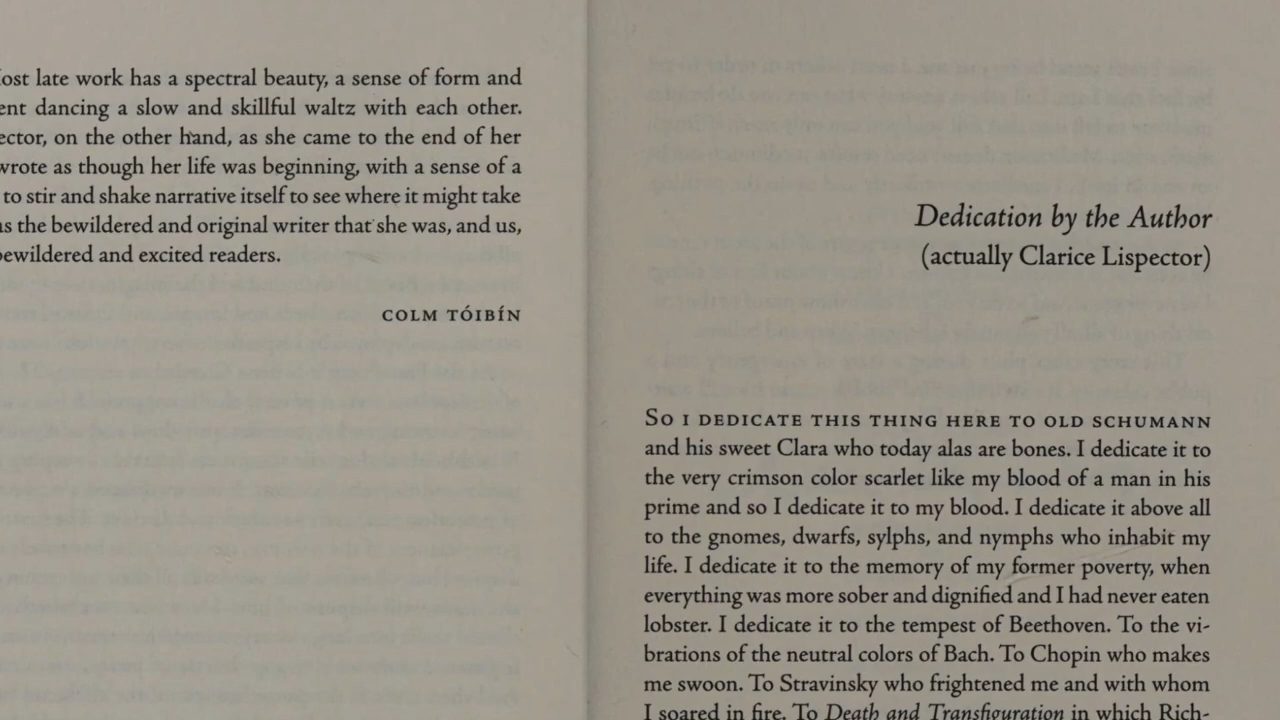 ost late work has a spectral beauty, a sense of form and
ent dancing a slow and skillful waltz with each other.
ector, on the other hand, as she came to the end of her
wrote as though her life was beginning, with a sense of a
to stir and shake narrative itself to see where it might take
as the bewildered and original writer that she was, and us,
bewildered and excited readers.
COLM TÓIBÍN
Dedication by the Author
(actually Clarice Lispector)
SO I DEDICATE THIS THING HERE TO OLD SCHUMANN
and his sweet Clara who today alas are bones. I dedicate it to
the very crimson color scarlet like my blood of a man in his
prime and so I dedicate it to my blood. I dedicate it above all
to the gnomes, dwarfs, sylphs, and nymphs who inhabit my
life. I dedicate it to the memory of my former poverty, when
everything was more sober and dignified and I had never eaten
lobster. I dedicate it to the tempest of Beethoven. To the vi-
brations of the neutral colors of Bach. To Chopin who makes
me swoon. To Stravinsky who frightened me and with whom
I soared in fire. To Death and Transfiguration in which Rich-